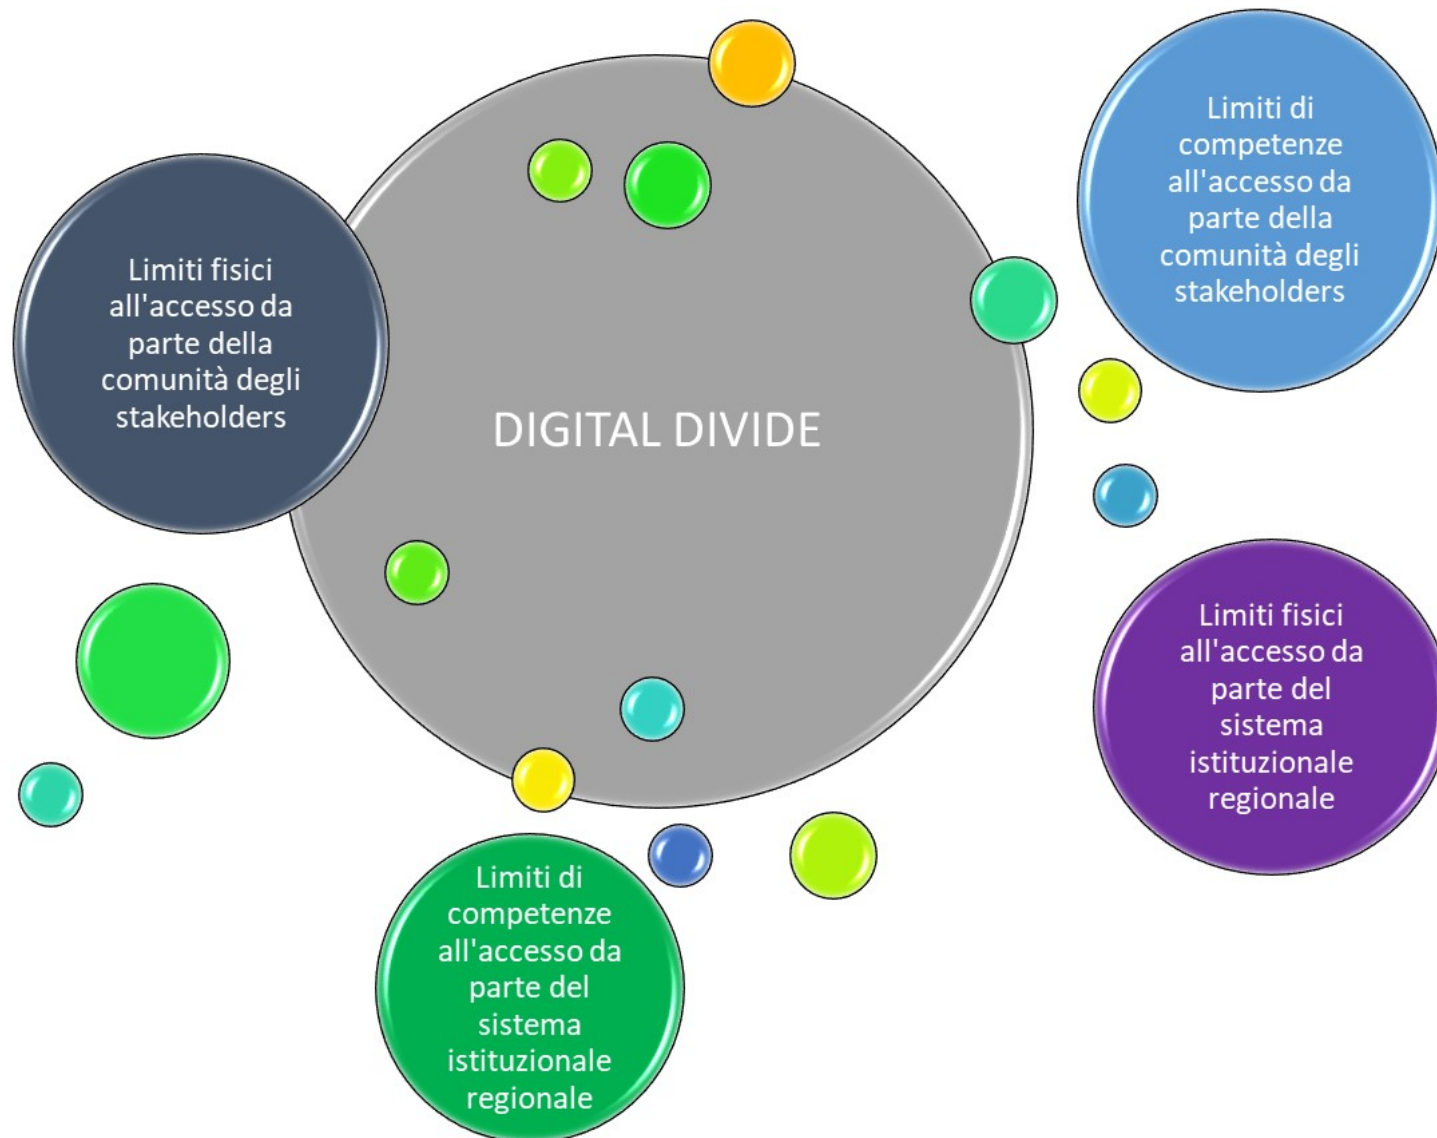 Limiti fisici
all'accesso da
parte della
comunità degli
stakeholders
DIGITAL DIVIDE
Limiti di
competenze
all'accesso da
parte della
comunità degli
stakeholders
Limiti fisici
all'accesso da
parte del
sistema
istituzionale
regionale
Limiti di
competenze
all'accesso da
parte del
sistema
istituzionale
regionale